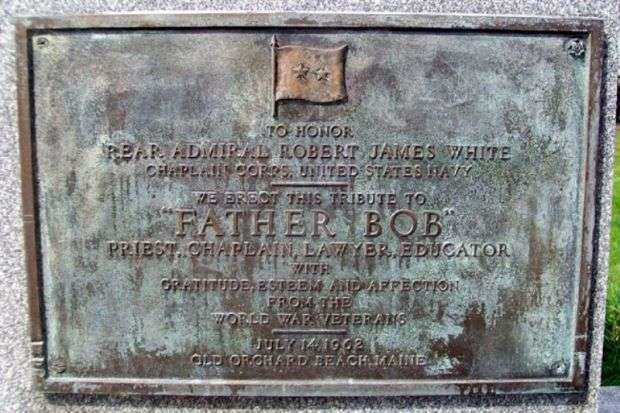 TO HONOR
REAR ADMIRAL ROBERT JAMES WHITE
CHAPLAIN CORPS, UNITED STATES NAVY
WE ERECT THIS TRIBUTE TO
"FATHER BOB"
PRIEST, CHAPLAIN, LAWYER, EDUCATOR
WITH
GRATITUDE, ESTEEM AND AFFECTION
FROM THE
WORLD WAR VETERANS
JULY 14, 1962
OLD ORCHARD BEACH, MAINE